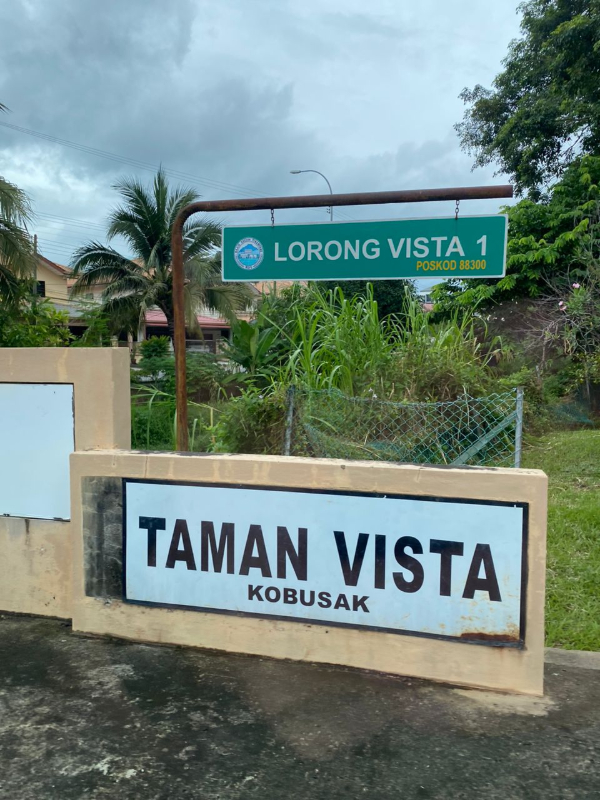 LORONG VISTA 1
POSKOD 88300
TAMAN VISTA
KOBUSAK